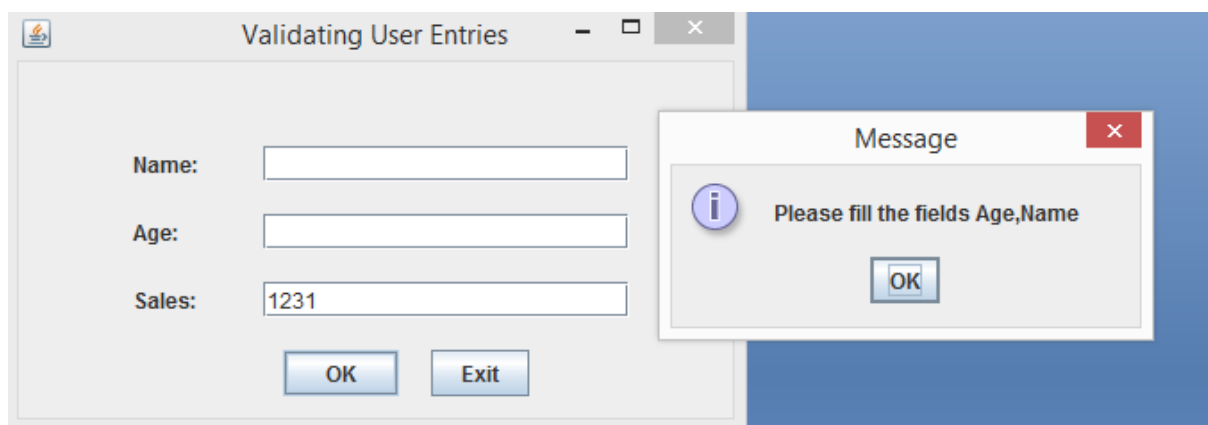 Validating User Entries
Name:
Age:
Sales: 1231
OK Exit
Message
Please fill the fields Age,Name
OK